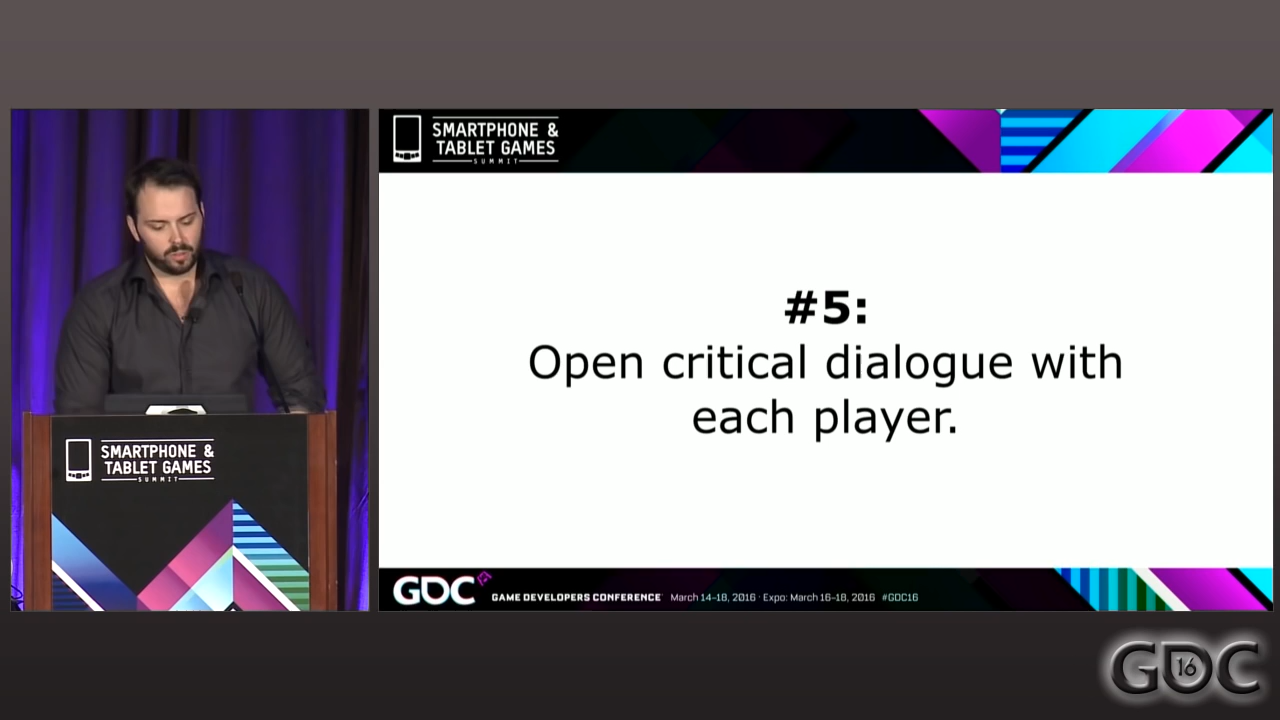 SMARTPHONE &
TABLET GAMES
SUMMIT
SMARTPHONE &
TABLET GAMES
SUMMIT
#5:
Open critical dialogue with
each player.
GDC GAME DEVELOPERS CONFERENCE March 14-18, 2016 · Expo: March 16-18, 2016 #GDC16
GDC 16